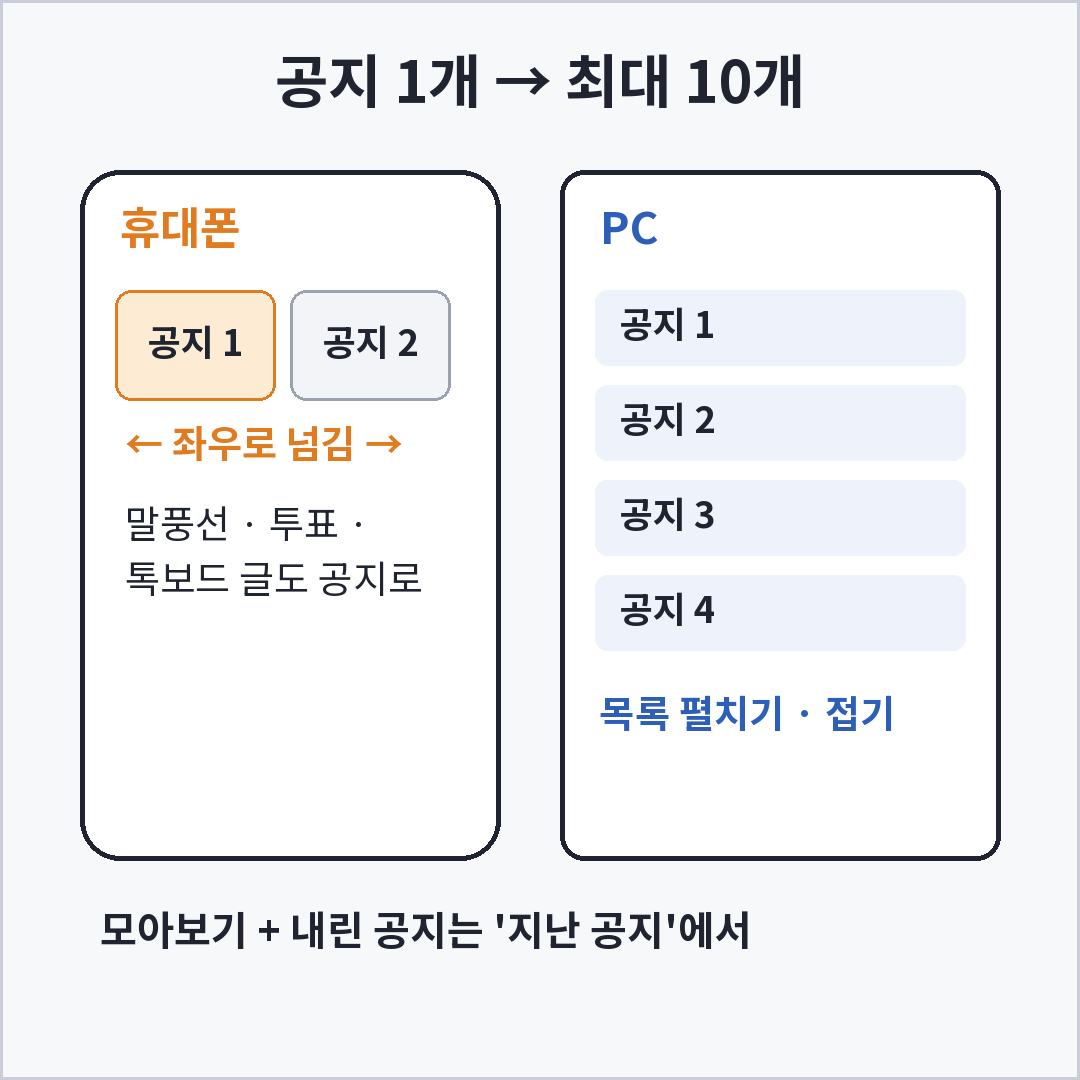 공지 1개 → 최대 10개
휴대폰
공지 1
공지 2
← 좌우로 넘김 →
말풍선 · 투표 ·
톡보드 글도 공지로
PC
공지 1
공지 2
공지 3
공지 4
목록 펼치기 · 접기
모아보기 + 내린 공지는 '지난 공지'에서